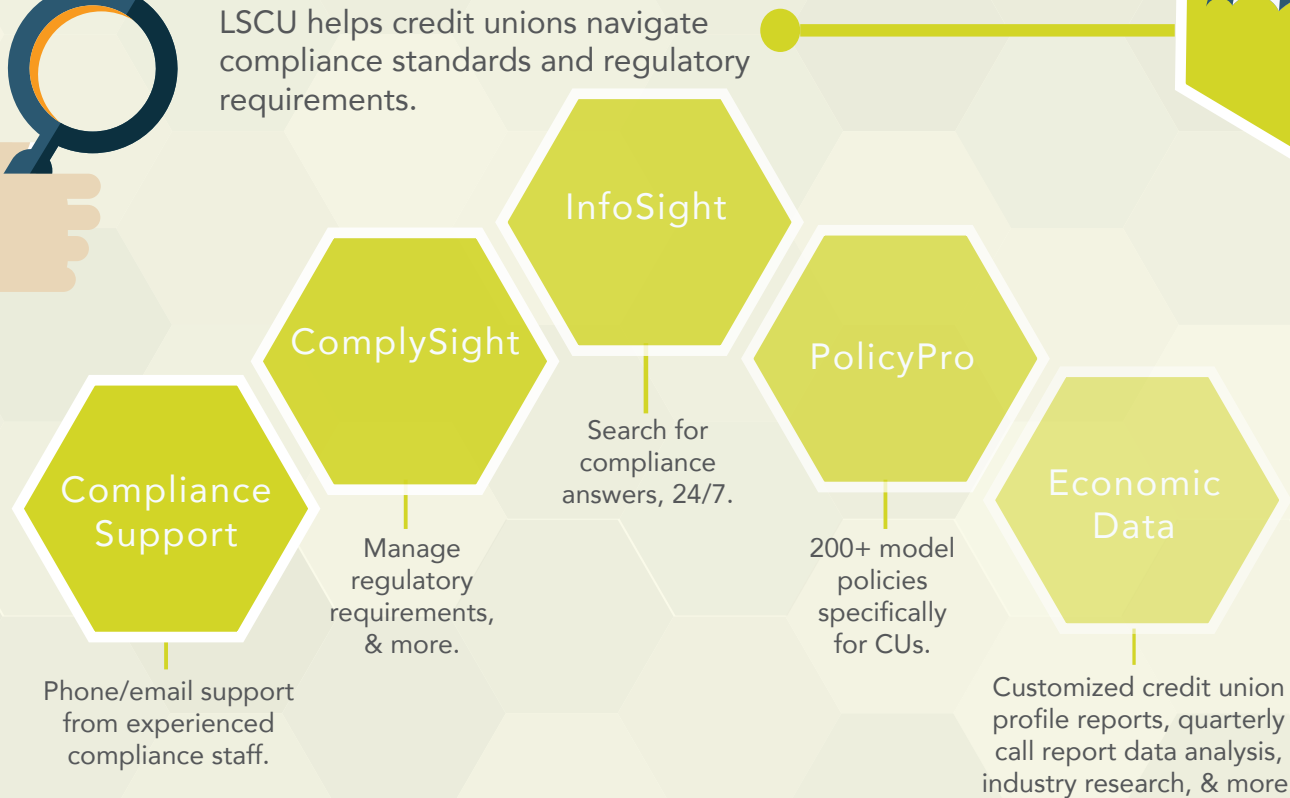 LSCU helps credit unions navigate
compliance standards and regulatory
requirements.
InfoSight
Search for
compliance
answers, 24/7.
ComplySight
Manage
regulatory
requirements,
& more.
PolicyPro
200+ model
policies
specifically
for CUs.
Compliance
Support
Phone/email support
from experienced
compliance staff.
Economic
Data
Customized credit union
profile reports, quarterly
call report data analysis,
industry research, & more